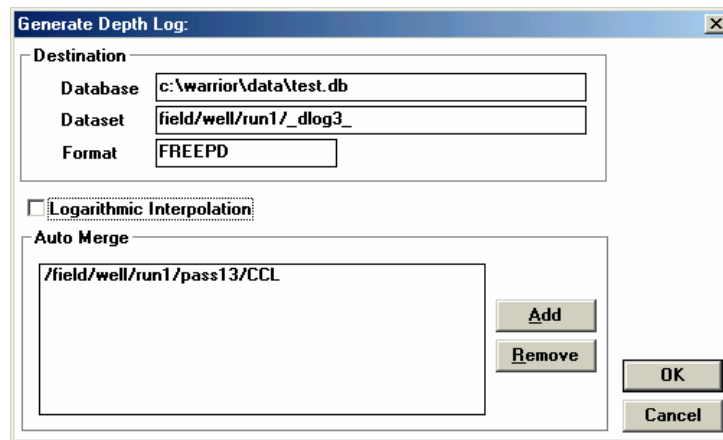 Generate Depth Log:
Destination
Database c:\warrior\data\test.db
Dataset field/well/run1/_dlog3_
Format FREEPD
Logarithmic Interpolation
Auto Merge
/field/well/run1/pass13/CCL
Add
Remove
OK
Cancel